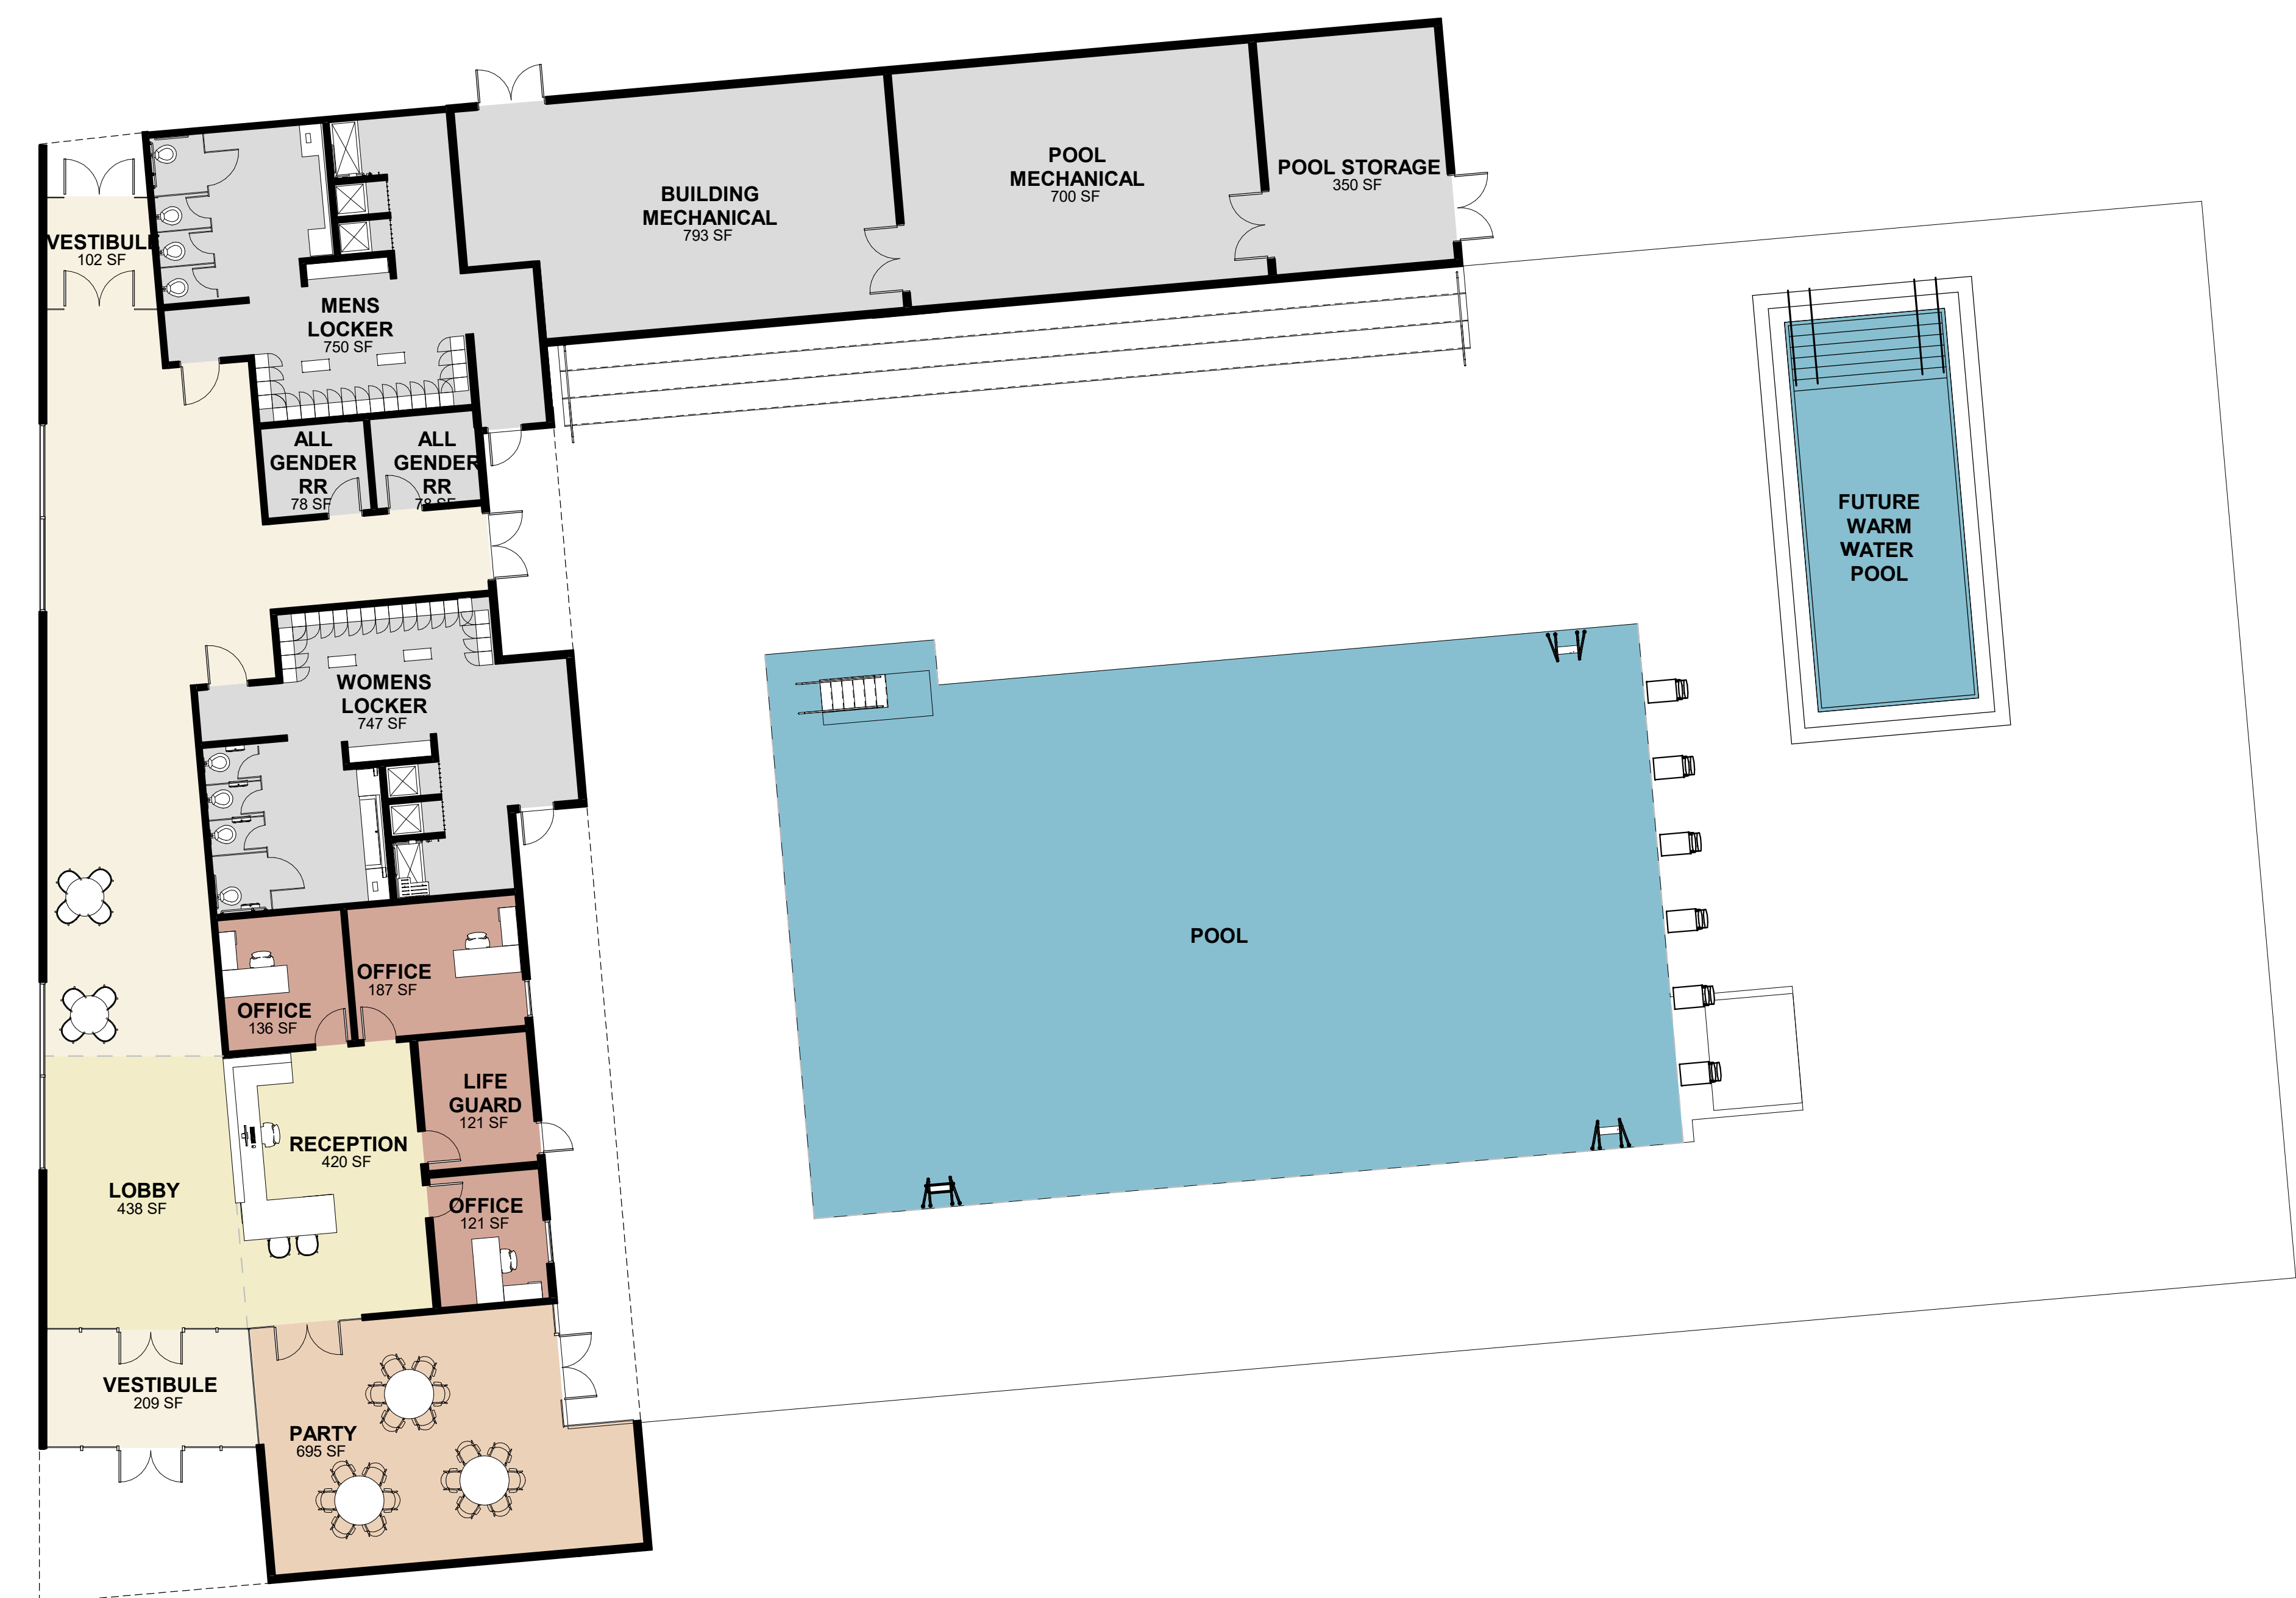 POOL
MECHANICAL
700 SF
POOL STORAGE
350 SF
BUILDING
MECHANICAL
793 SF
VESTIBULE
102 SF
MENS
LOCKER
750 SF
ALL
GENDER
RR
78 SF
ALL
GENDER
RR
78 SF
FUTURE
WARM
WATER
POOL
WOMENS
LOCKER
747 SF
POOL
OFFICE
187 SF
OFFICE
136 SF
LIFE
GUARD
121 SF
RECEPTION
420 SF
LOBBY
438 SF
OFFICE
121 SF
VESTIBULE
209 SF
PARTY
695 SF